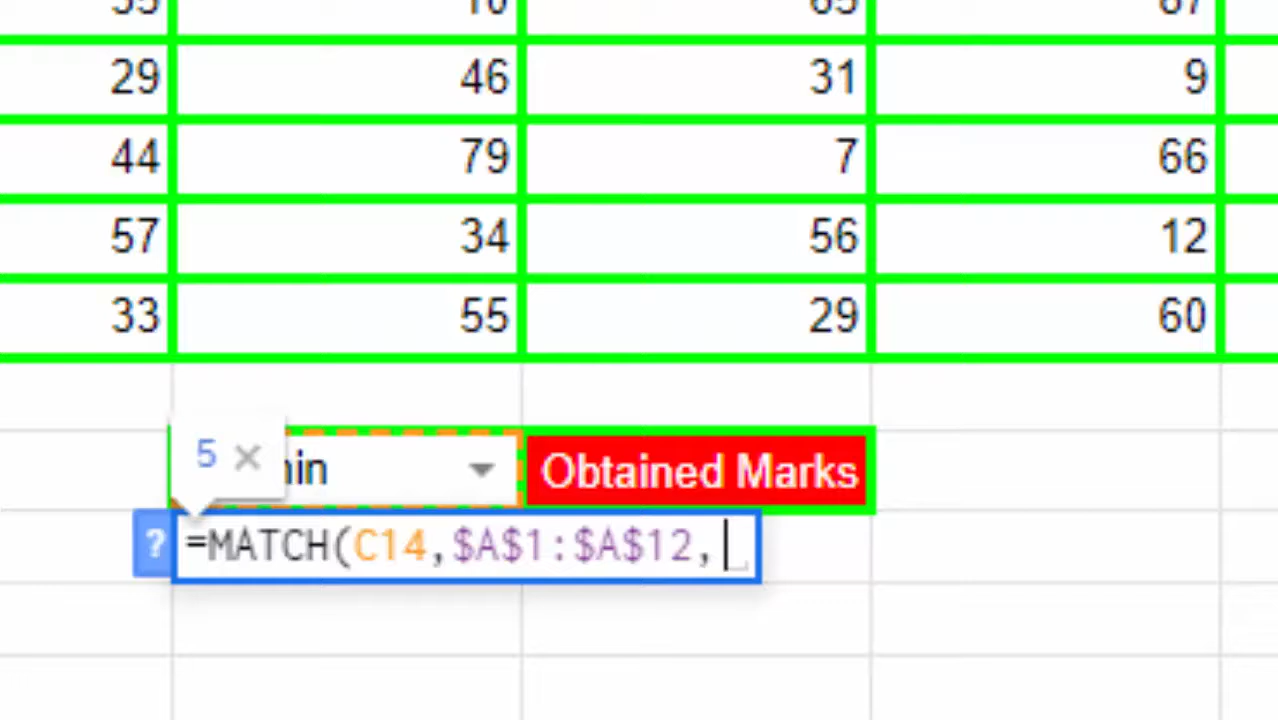 29 46 31 9
44 79 7 66
57 34 56 12
33 55 29 60
5 × Obtained Marks
? =MATCH(C14,$A$1:$A$12,